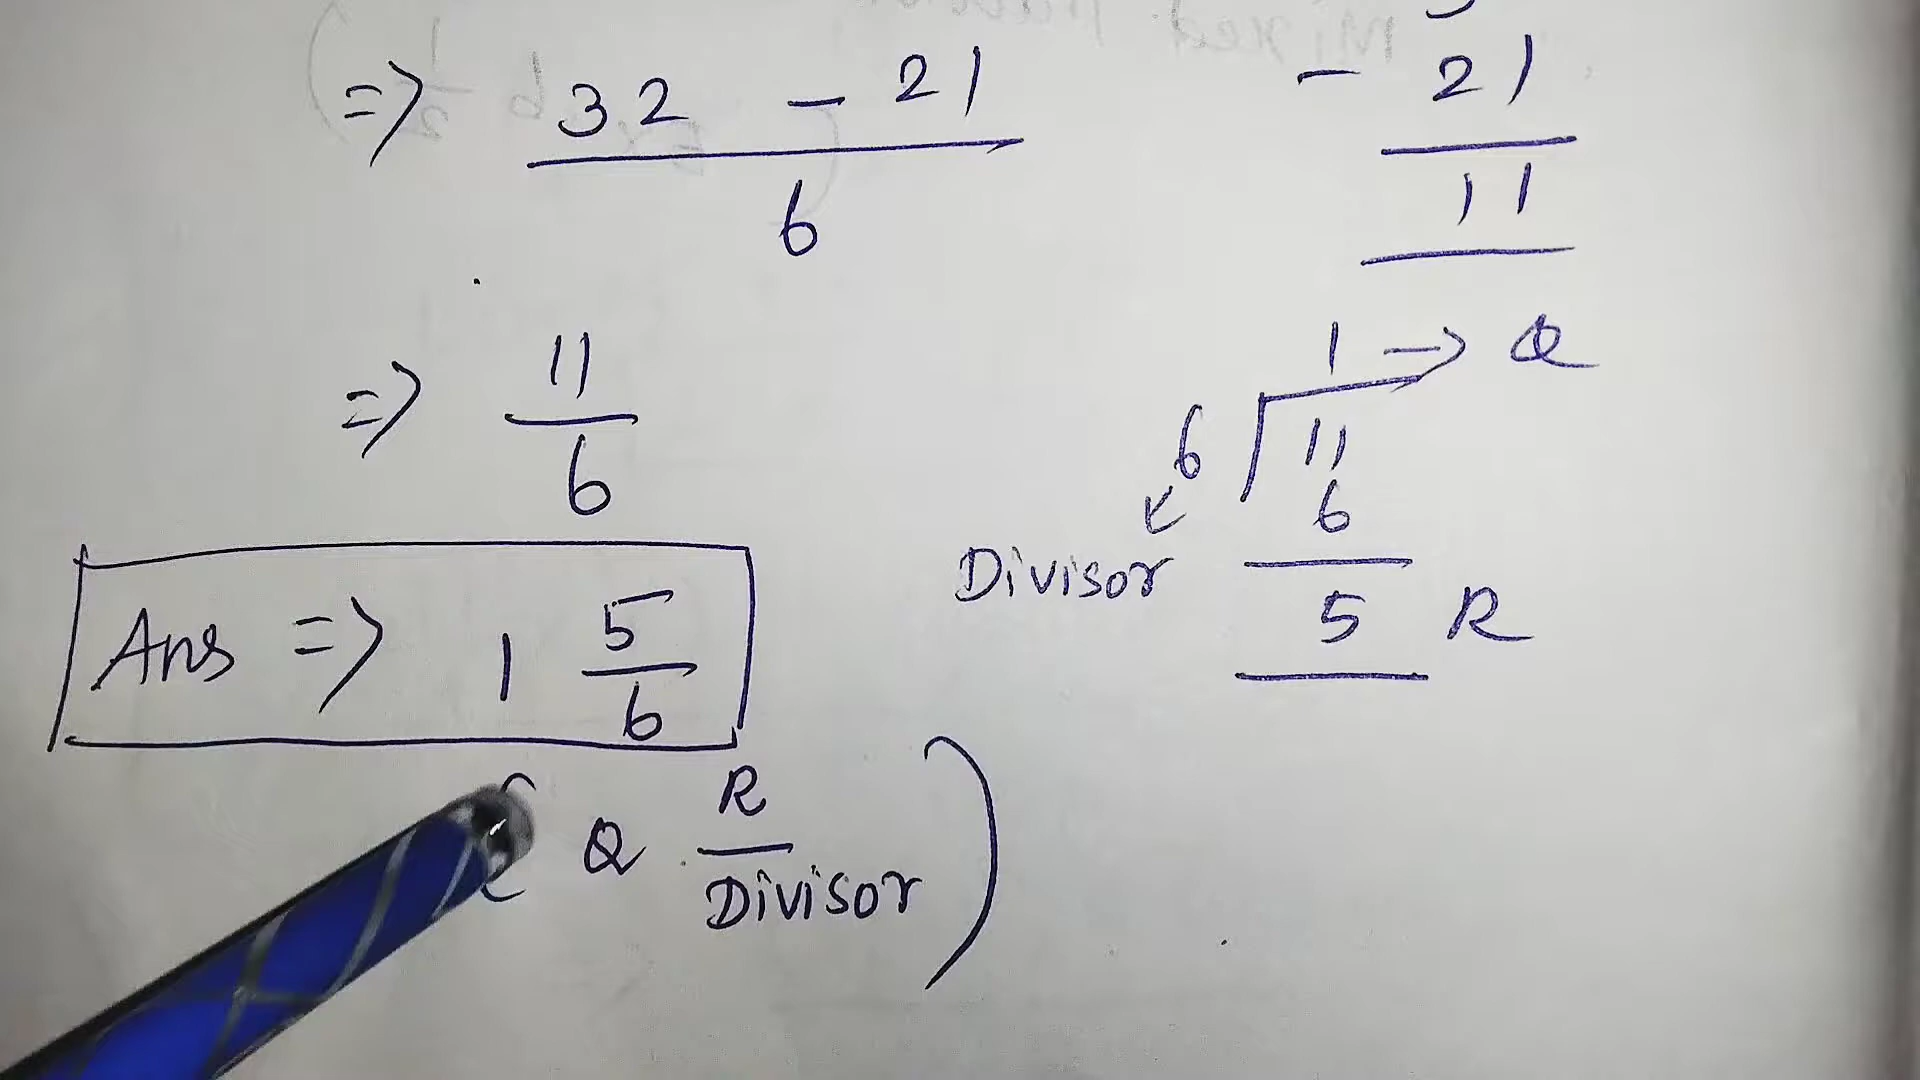 => 32 - 21
6
- 21
11
=> 11
6
1 -> Q
6 11
6
Divisor
5 R
Ans => 1 5/6
( Q R
Divisor )